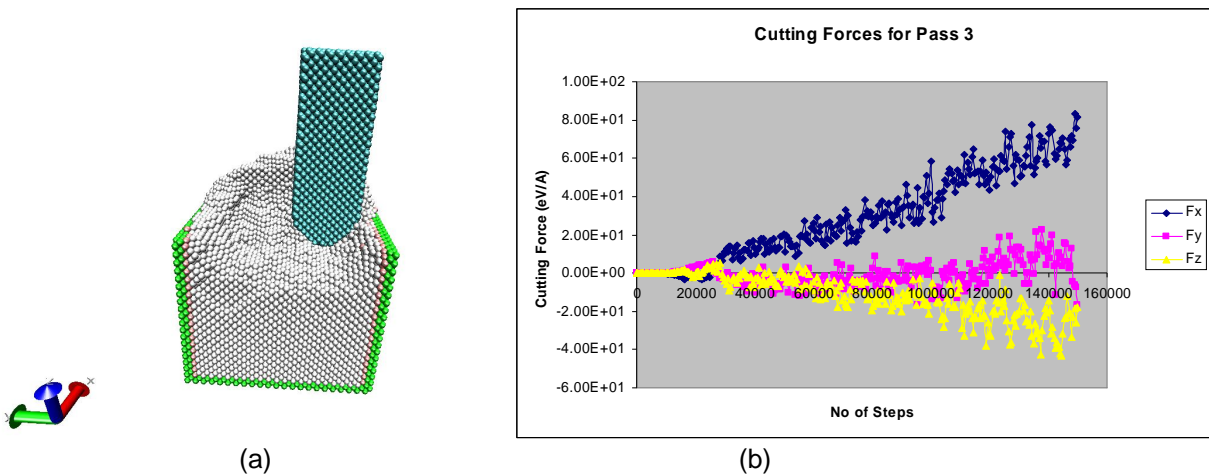 Cutting Forces for Pass 3
1.00E+02
8.00E+01
6.00E+01
4.00E+01
2.00E+01
0.00E+00
-2.00E+01
-4.00E+01
-6.00E+01
Cutting Force (eV/A)
0 20000 40000 60000 80000 100000 120000 140000 160000
No of Steps
Fx
Fy
Fz
(a)
(b)